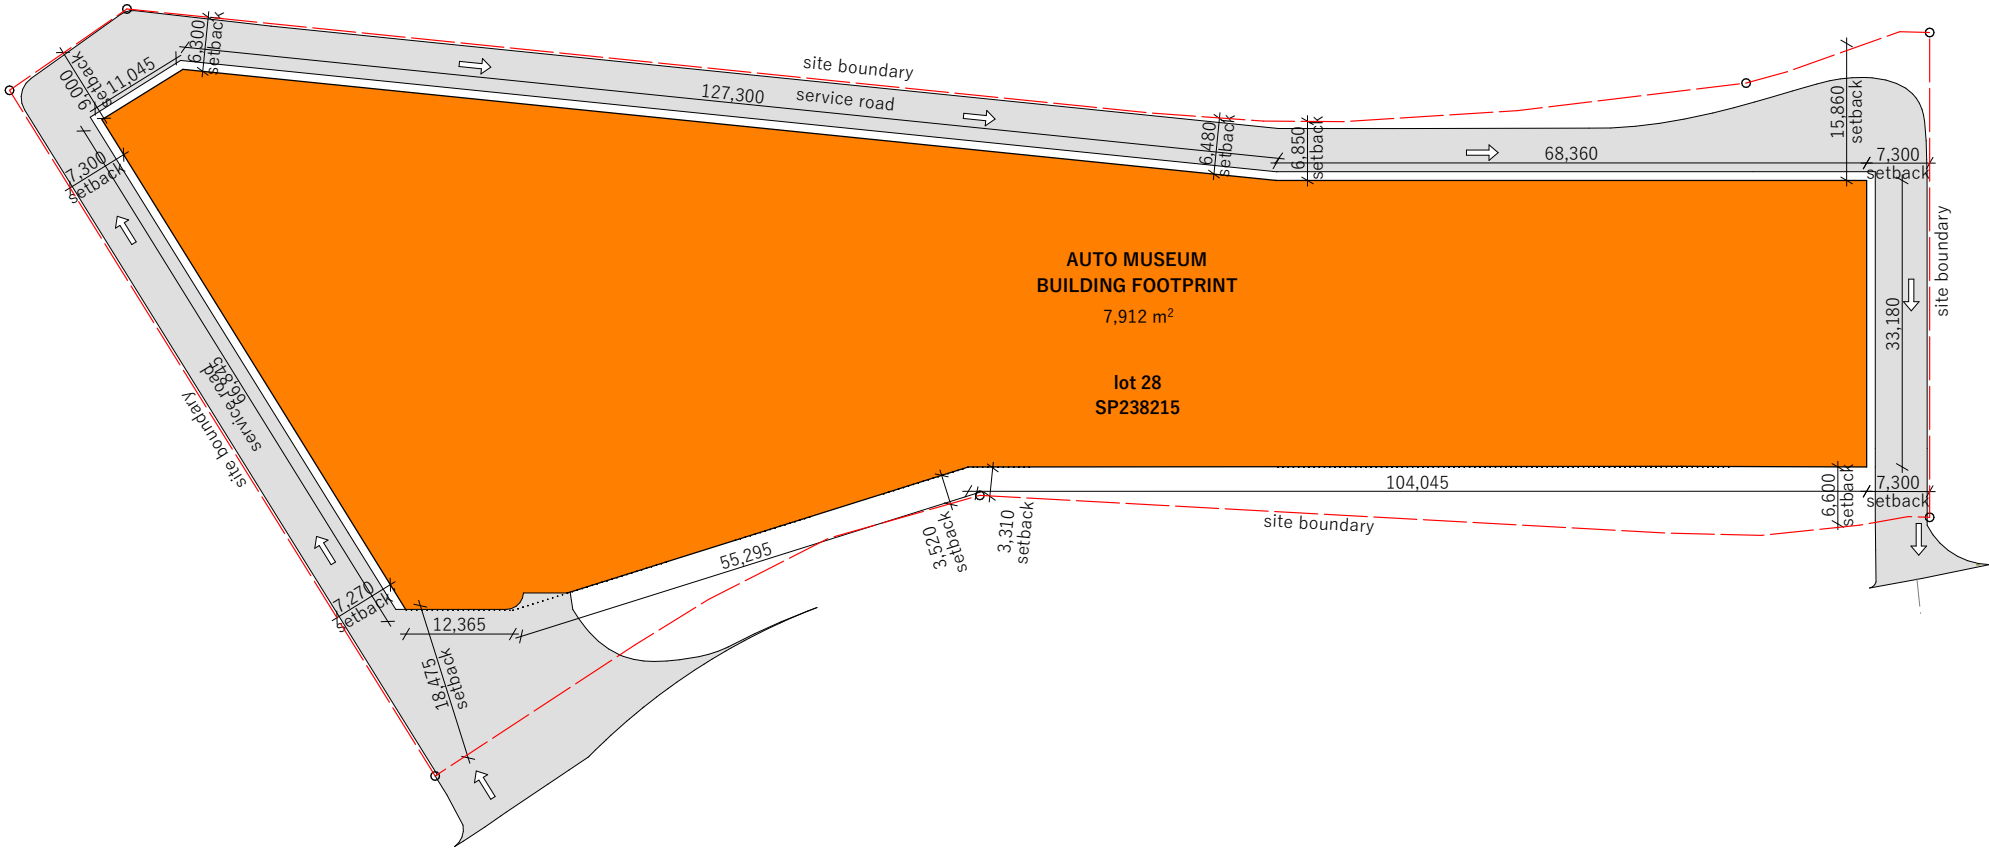 6,300
setback
11,045
9,000
setback
site boundary
127,300
service road
6,480
setback
6,850
setback
68,360
15,860
setback
7,300
setback
7,300
setback
site boundary
33,180
AUTO MUSEUM
BUILDING FOOTPRINT
7,912 m²
lot 28
SP238215
66,845
service road
site boundary
7,270
setback
12,365
18,475
setback
55,295
3,520
setback
3,310
setback
104,045
site boundary
6,600
setback
7,300
setback